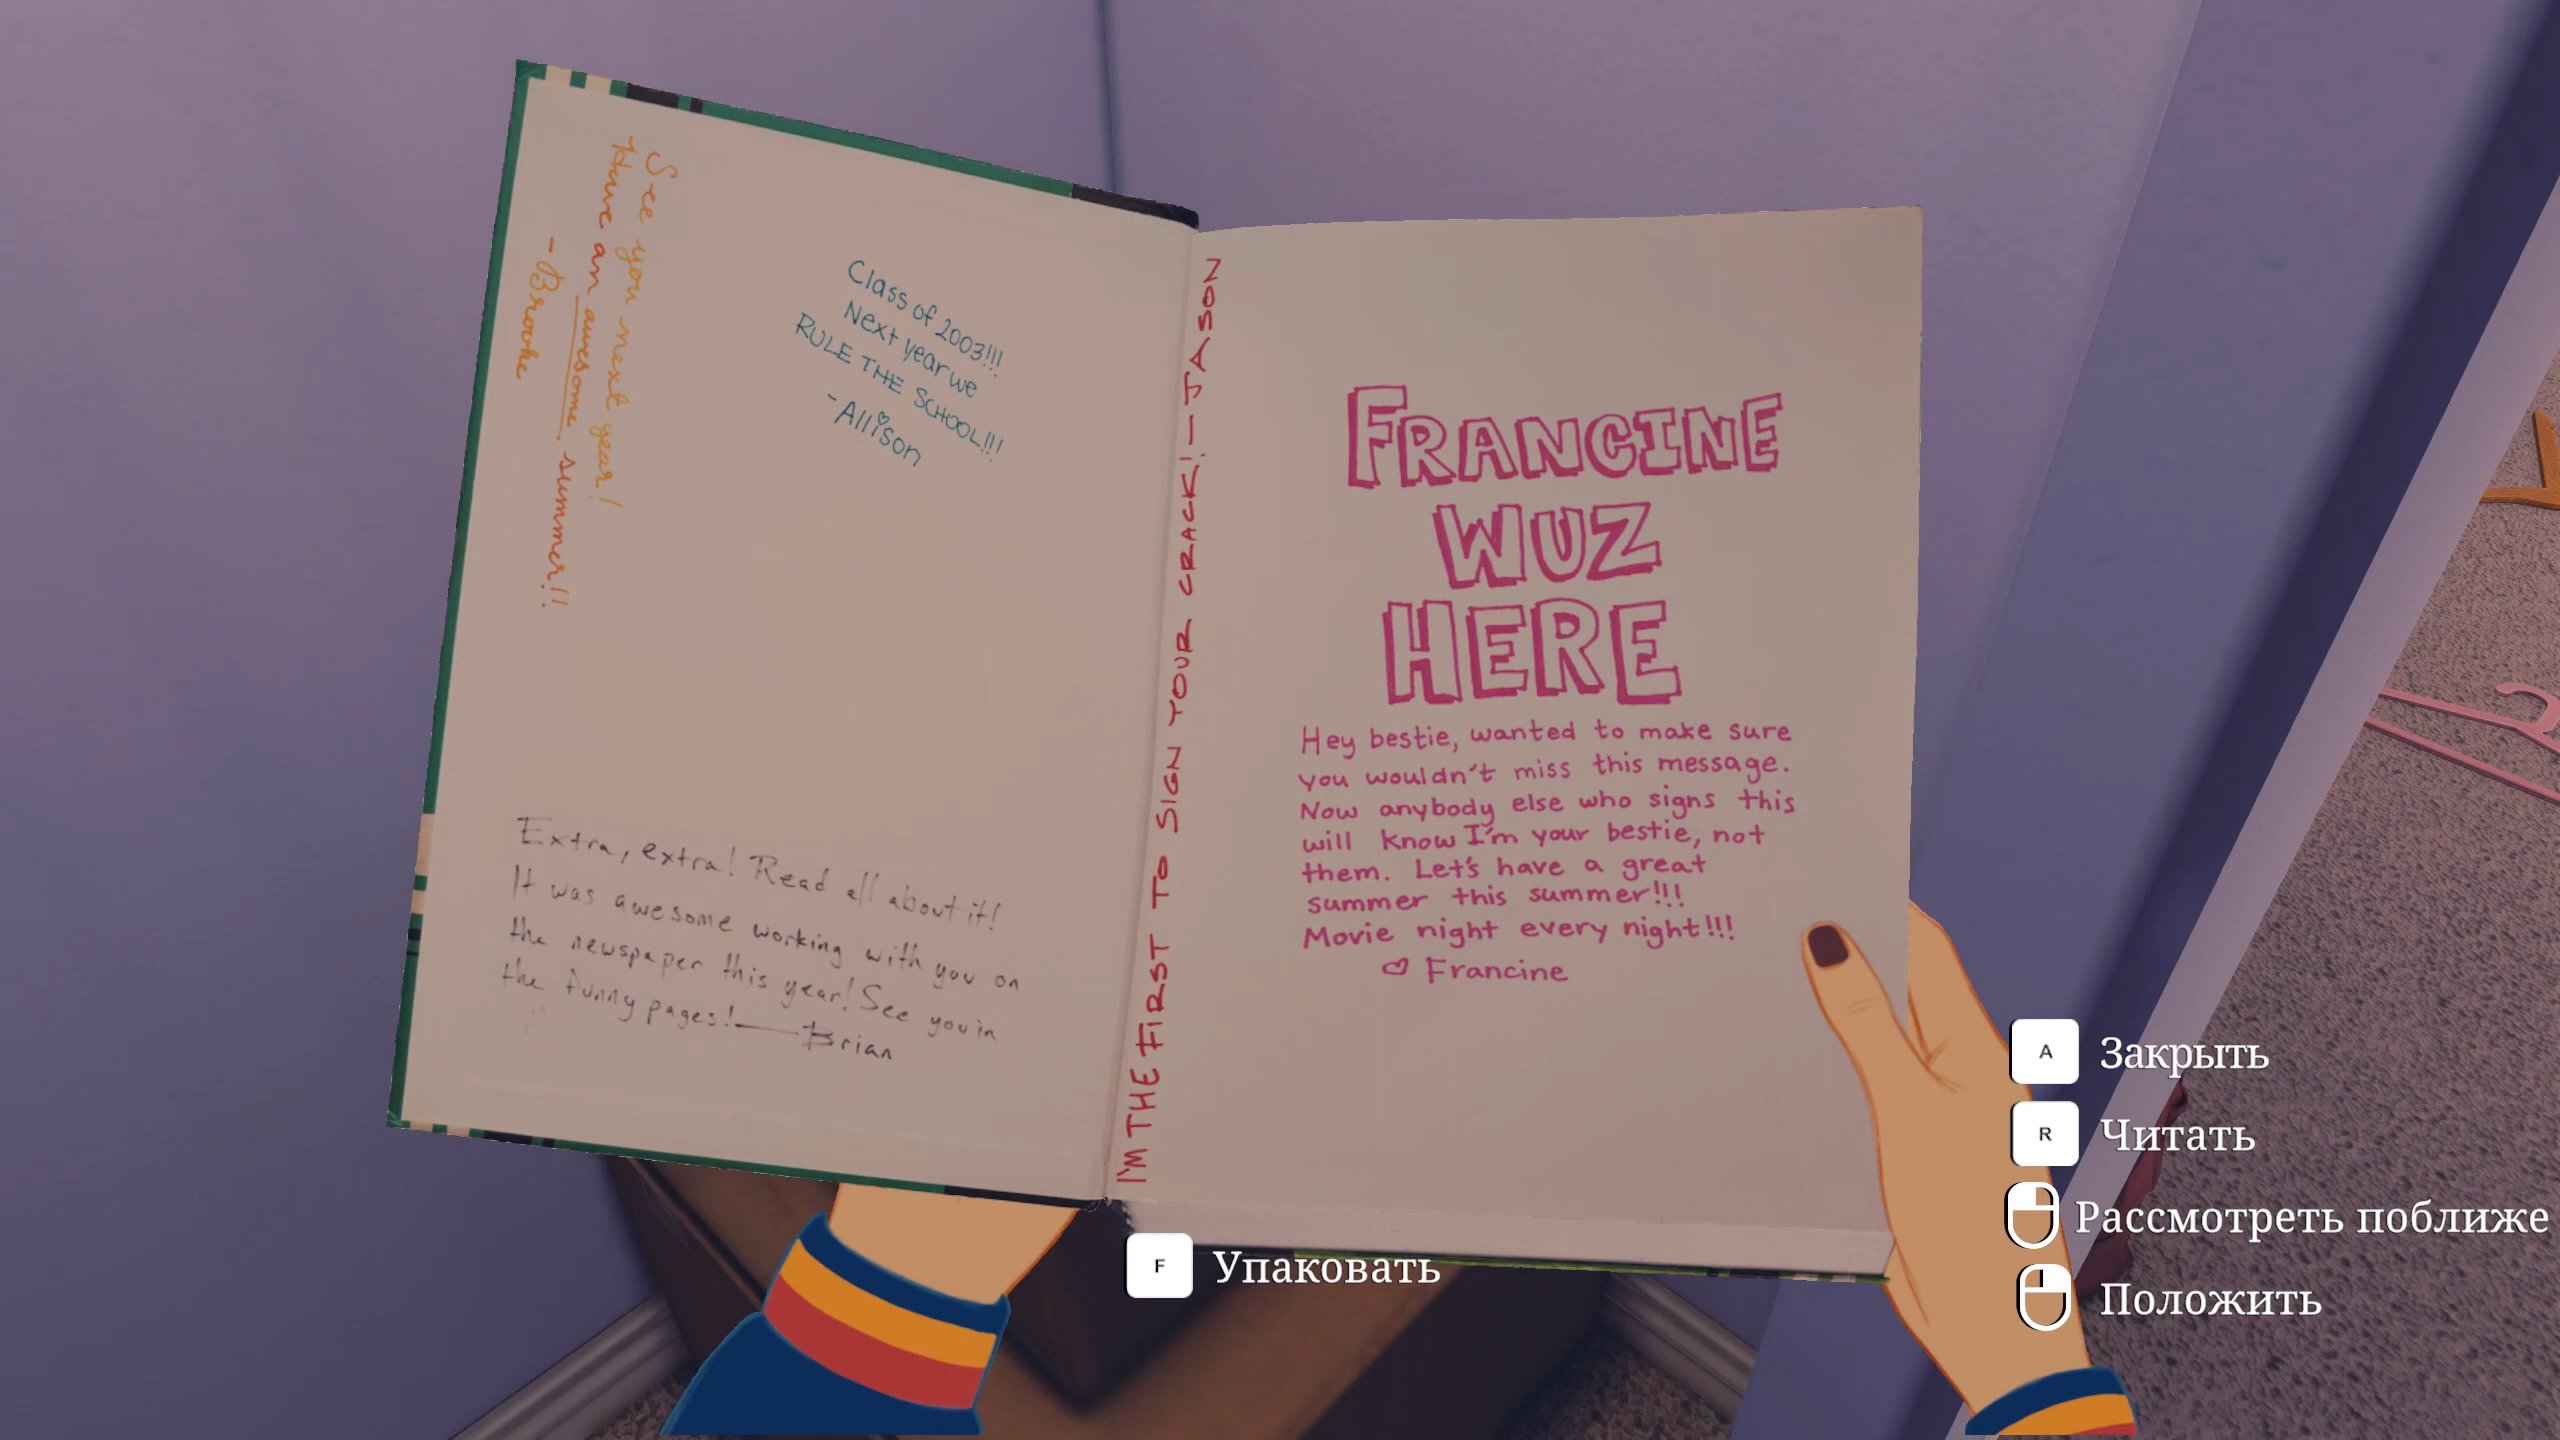 See you next year!
Have an awesome summer!!
- Brooke
Class of 2003!!!
Next year we
RULE THE SCHOOL!!!
-Allison
Extra, extra! Read all about it!
It was awesome working with you on
the newspaper this year! See you in
the funny pages!—Brian
I'M THE FIRST TO SIGN YOUR CRACK! — JASON
FRANCINE
WUZ
HERE
Hey bestie, wanted to make sure
you wouldn't miss this message.
Now anybody else who signs this
will know I'm your bestie, not
them. Let's have a great
summer this summer!!!
Movie night every night!!!
♡ Francine
A Закрыть
R Читать
Рассмотреть поближе
Положить
F Упаковать